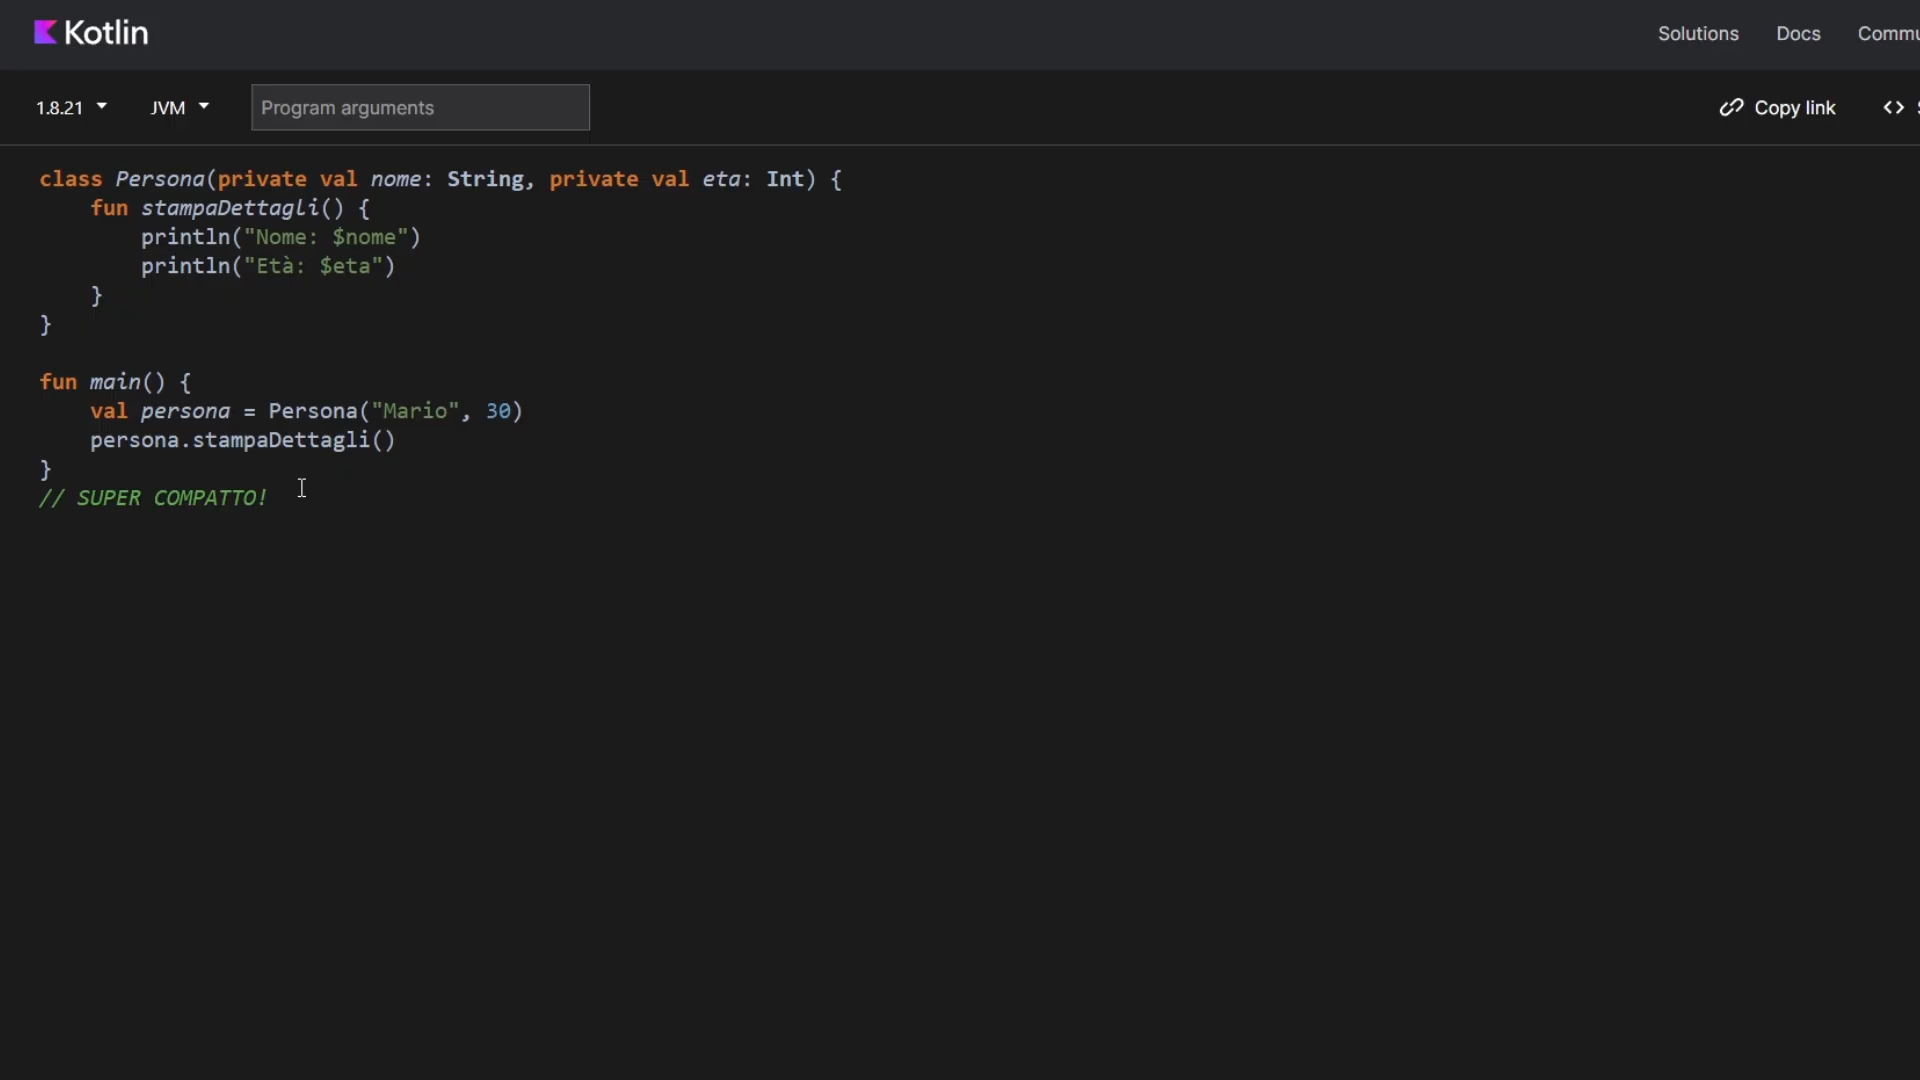 Kotlin
Solutions Docs Commu
1.8.21 JVM Program arguments Copy link
class Persona(private val nome: String, private val eta: Int) {
    fun stampaDettagli() {
        println("Nome: $nome")
        println("Età: $eta")
    }
}
fun main() {
    val persona = Persona("Mario", 30)
    persona.stampaDettagli()
}
// SUPER COMPATTO!